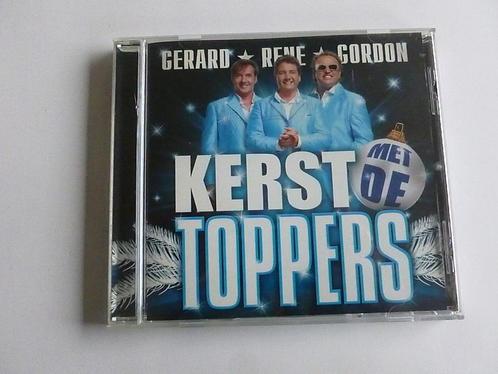 GERARD ★ RENE ★ GORDON
KERST
MET
DE
TOPPERS